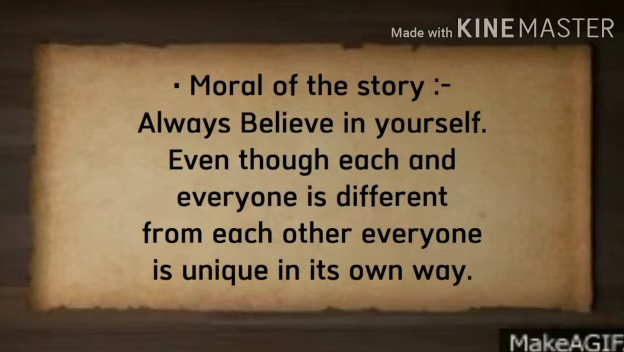 Made with KINEMASTER
· Moral of the story :-
Always Believe in yourself.
Even though each and
everyone is different
from each other everyone
is unique in its own way.
MakeAGIF